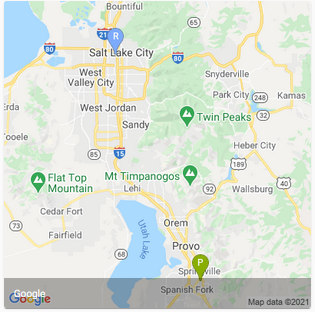 Bountiful
215
R
80
Salt Lake City
80
West
Valley City
Snyderville
Park City
248
Kamas
Erda
West Jordan
Twin Peaks
Tooele
Sandy
Heber City
85
15
189
Mt Timpanogos
Flat Top
Mountain
Lehi
92
Wallsburg
Cedar Fort
Utah Lake
Orem
Fairfield
68
Provo
P
Springville
Spanish Fork
Google
Google
Map data ©2021